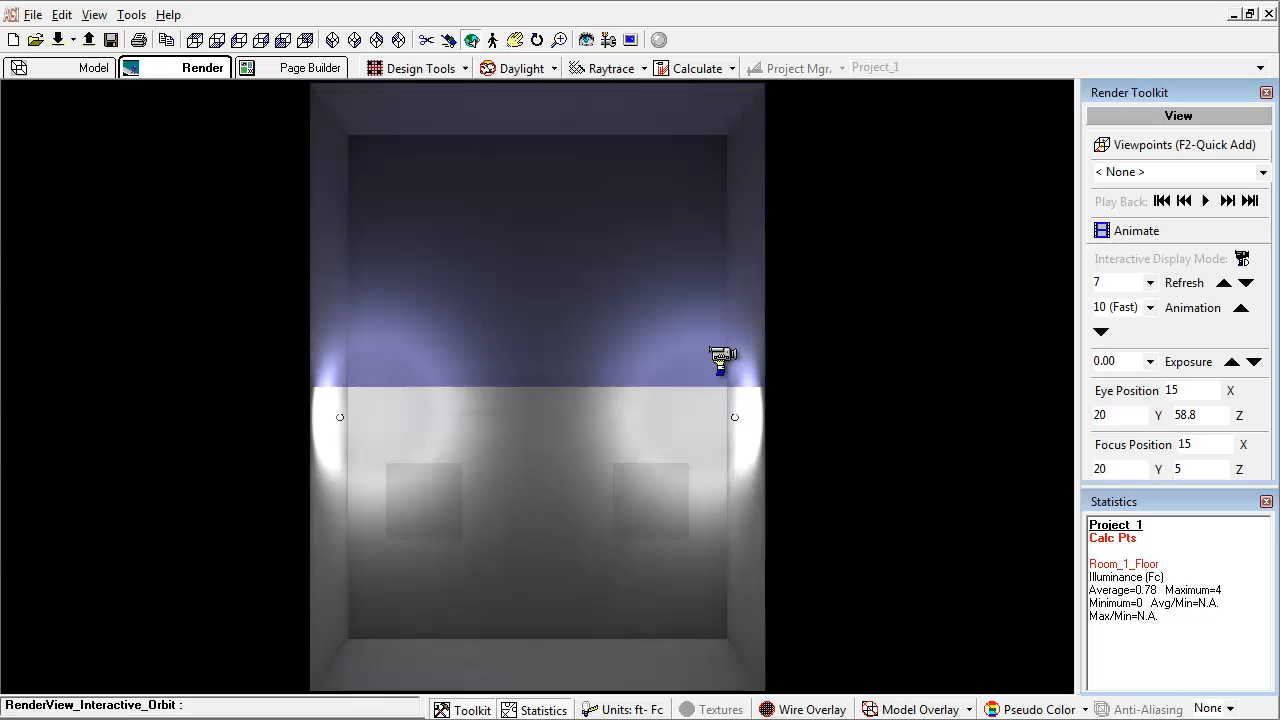 AGI File Edit View Tools Help
Model Render Page Builder Design Tools Daylight Raytrace Calculate Project Mgr. Project_1
Render Toolkit
View
Viewpoints (F2-Quick Add)
< None >
Play Back:
Animate
Interactive Display Mode:
7 Refresh
10 (Fast) Animation
0.00 Exposure
Eye Position 15 X
20 Y 58.8 Z
Focus Position 15 X
20 Y 5 Z
Statistics
Project_1
Calc Pts
Room_1_Floor
Illuminance (Fc)
Average=0.78 Maximum=4
Minimum=0 Avg/Min=N.A.
Max/Min=N.A.
RenderView_Interactive_Orbit :
Toolkit Statistics Units: ft- Fc Textures Wire Overlay Model Overlay Pseudo Color Anti-Aliasing None